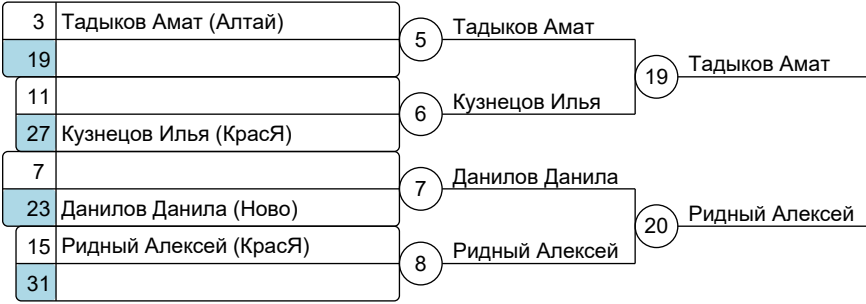 3 Тадыков Амат (Алтай)
19
5 Тадыков Амат
11
27 Кузнецов Илья (КрасЯ)
6 Кузнецов Илья
19 Тадыков Амат
7
23 Данилов Данила (Ново)
7 Данилов Данила
15 Ридный Алексей (КрасЯ)
31
8 Ридный Алексей
20 Ридный Алексей